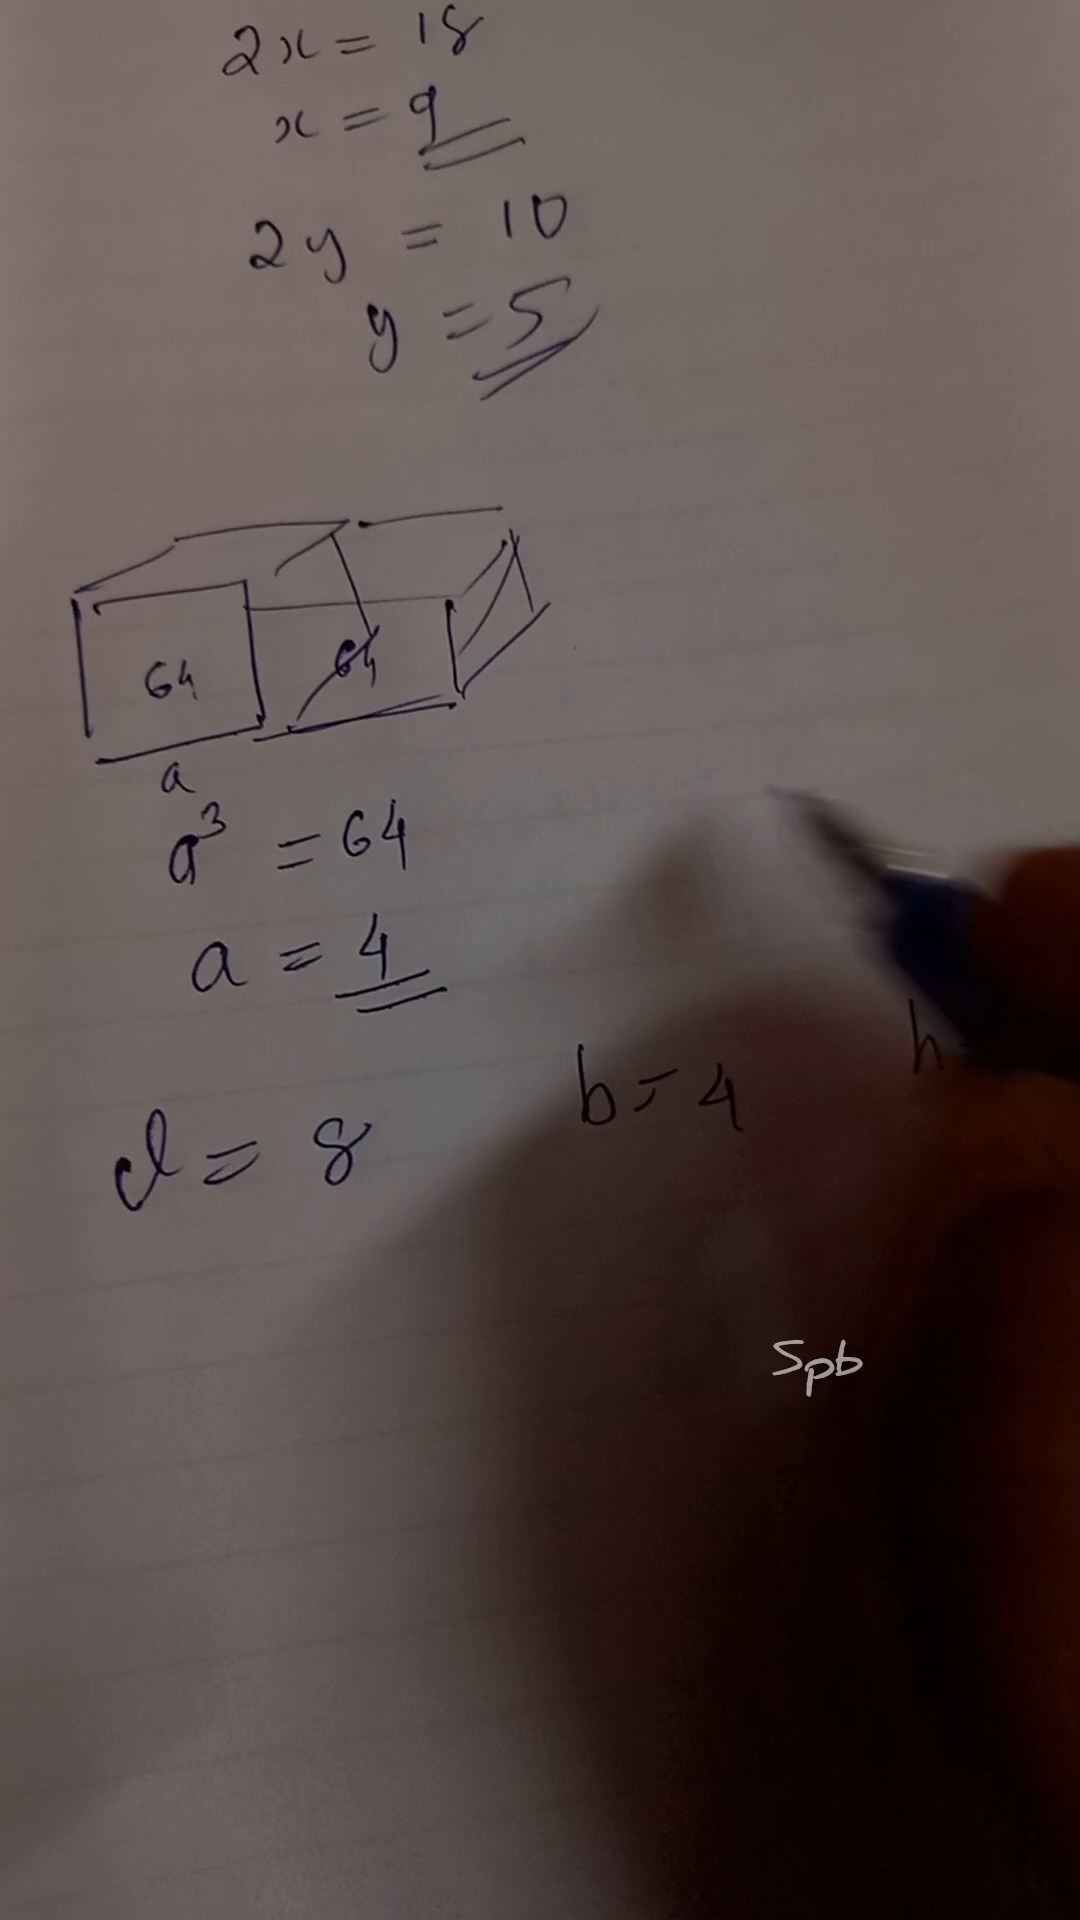 2x = 18
x = 9
2y = 10
y = 5
64 64
a
a³ = 64
a = 4
l = 8 b = 4 h
Spb